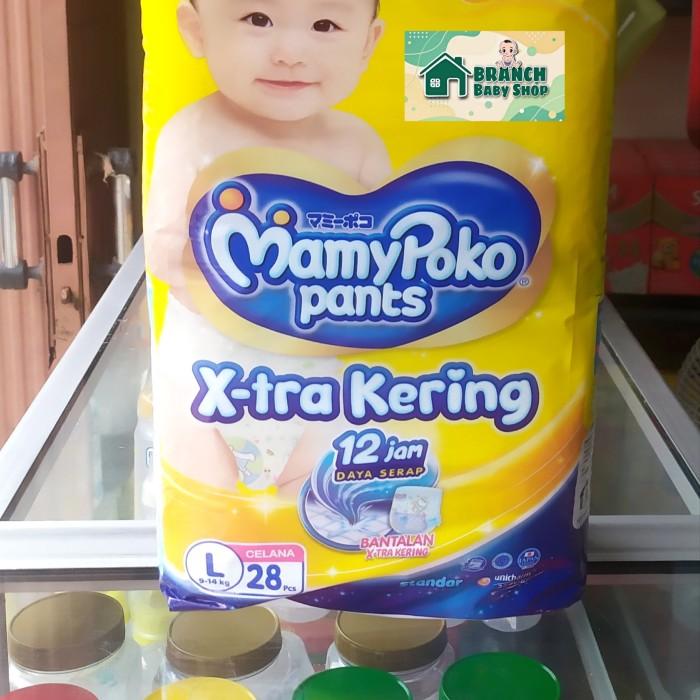 BRANCH
BABY SHOP
マミーポコ
MamyPoko
pants
X-tra Kering
12 jam
DAYA SERAP
BANTALAN
X-TRA KERING
L
9-14 kg
CELANA
28 Pcs
standar
unicharm
JAPAN